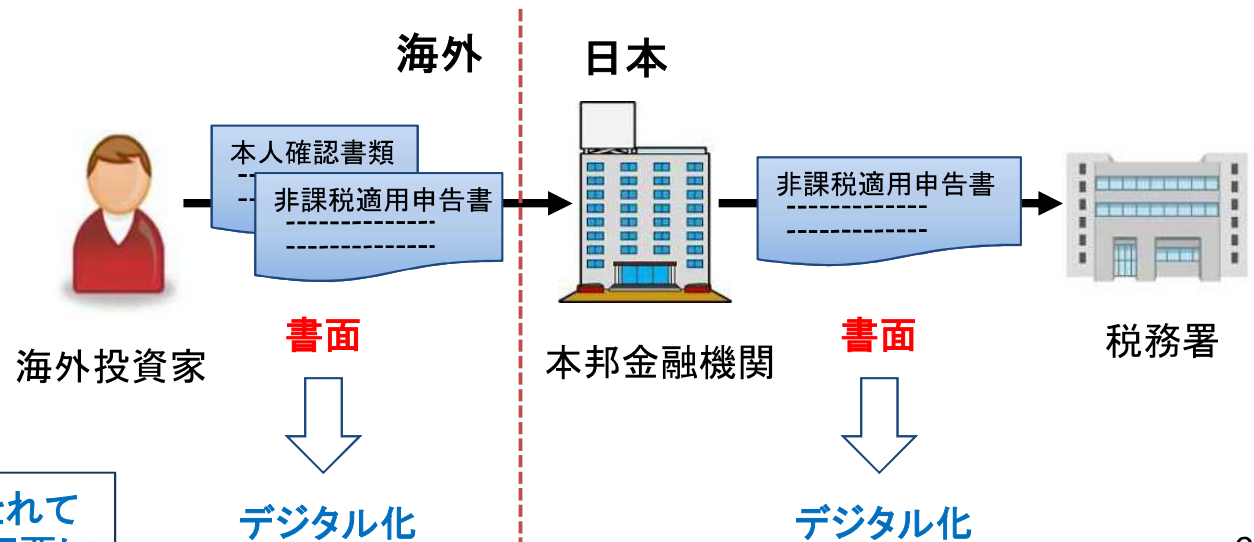 海外
日本
本人確認書類
非課税適用申告書
非課税適用申告書
書面
書面
海外投資家
本邦金融機関
税務署
デジタル化
デジタル化
れて